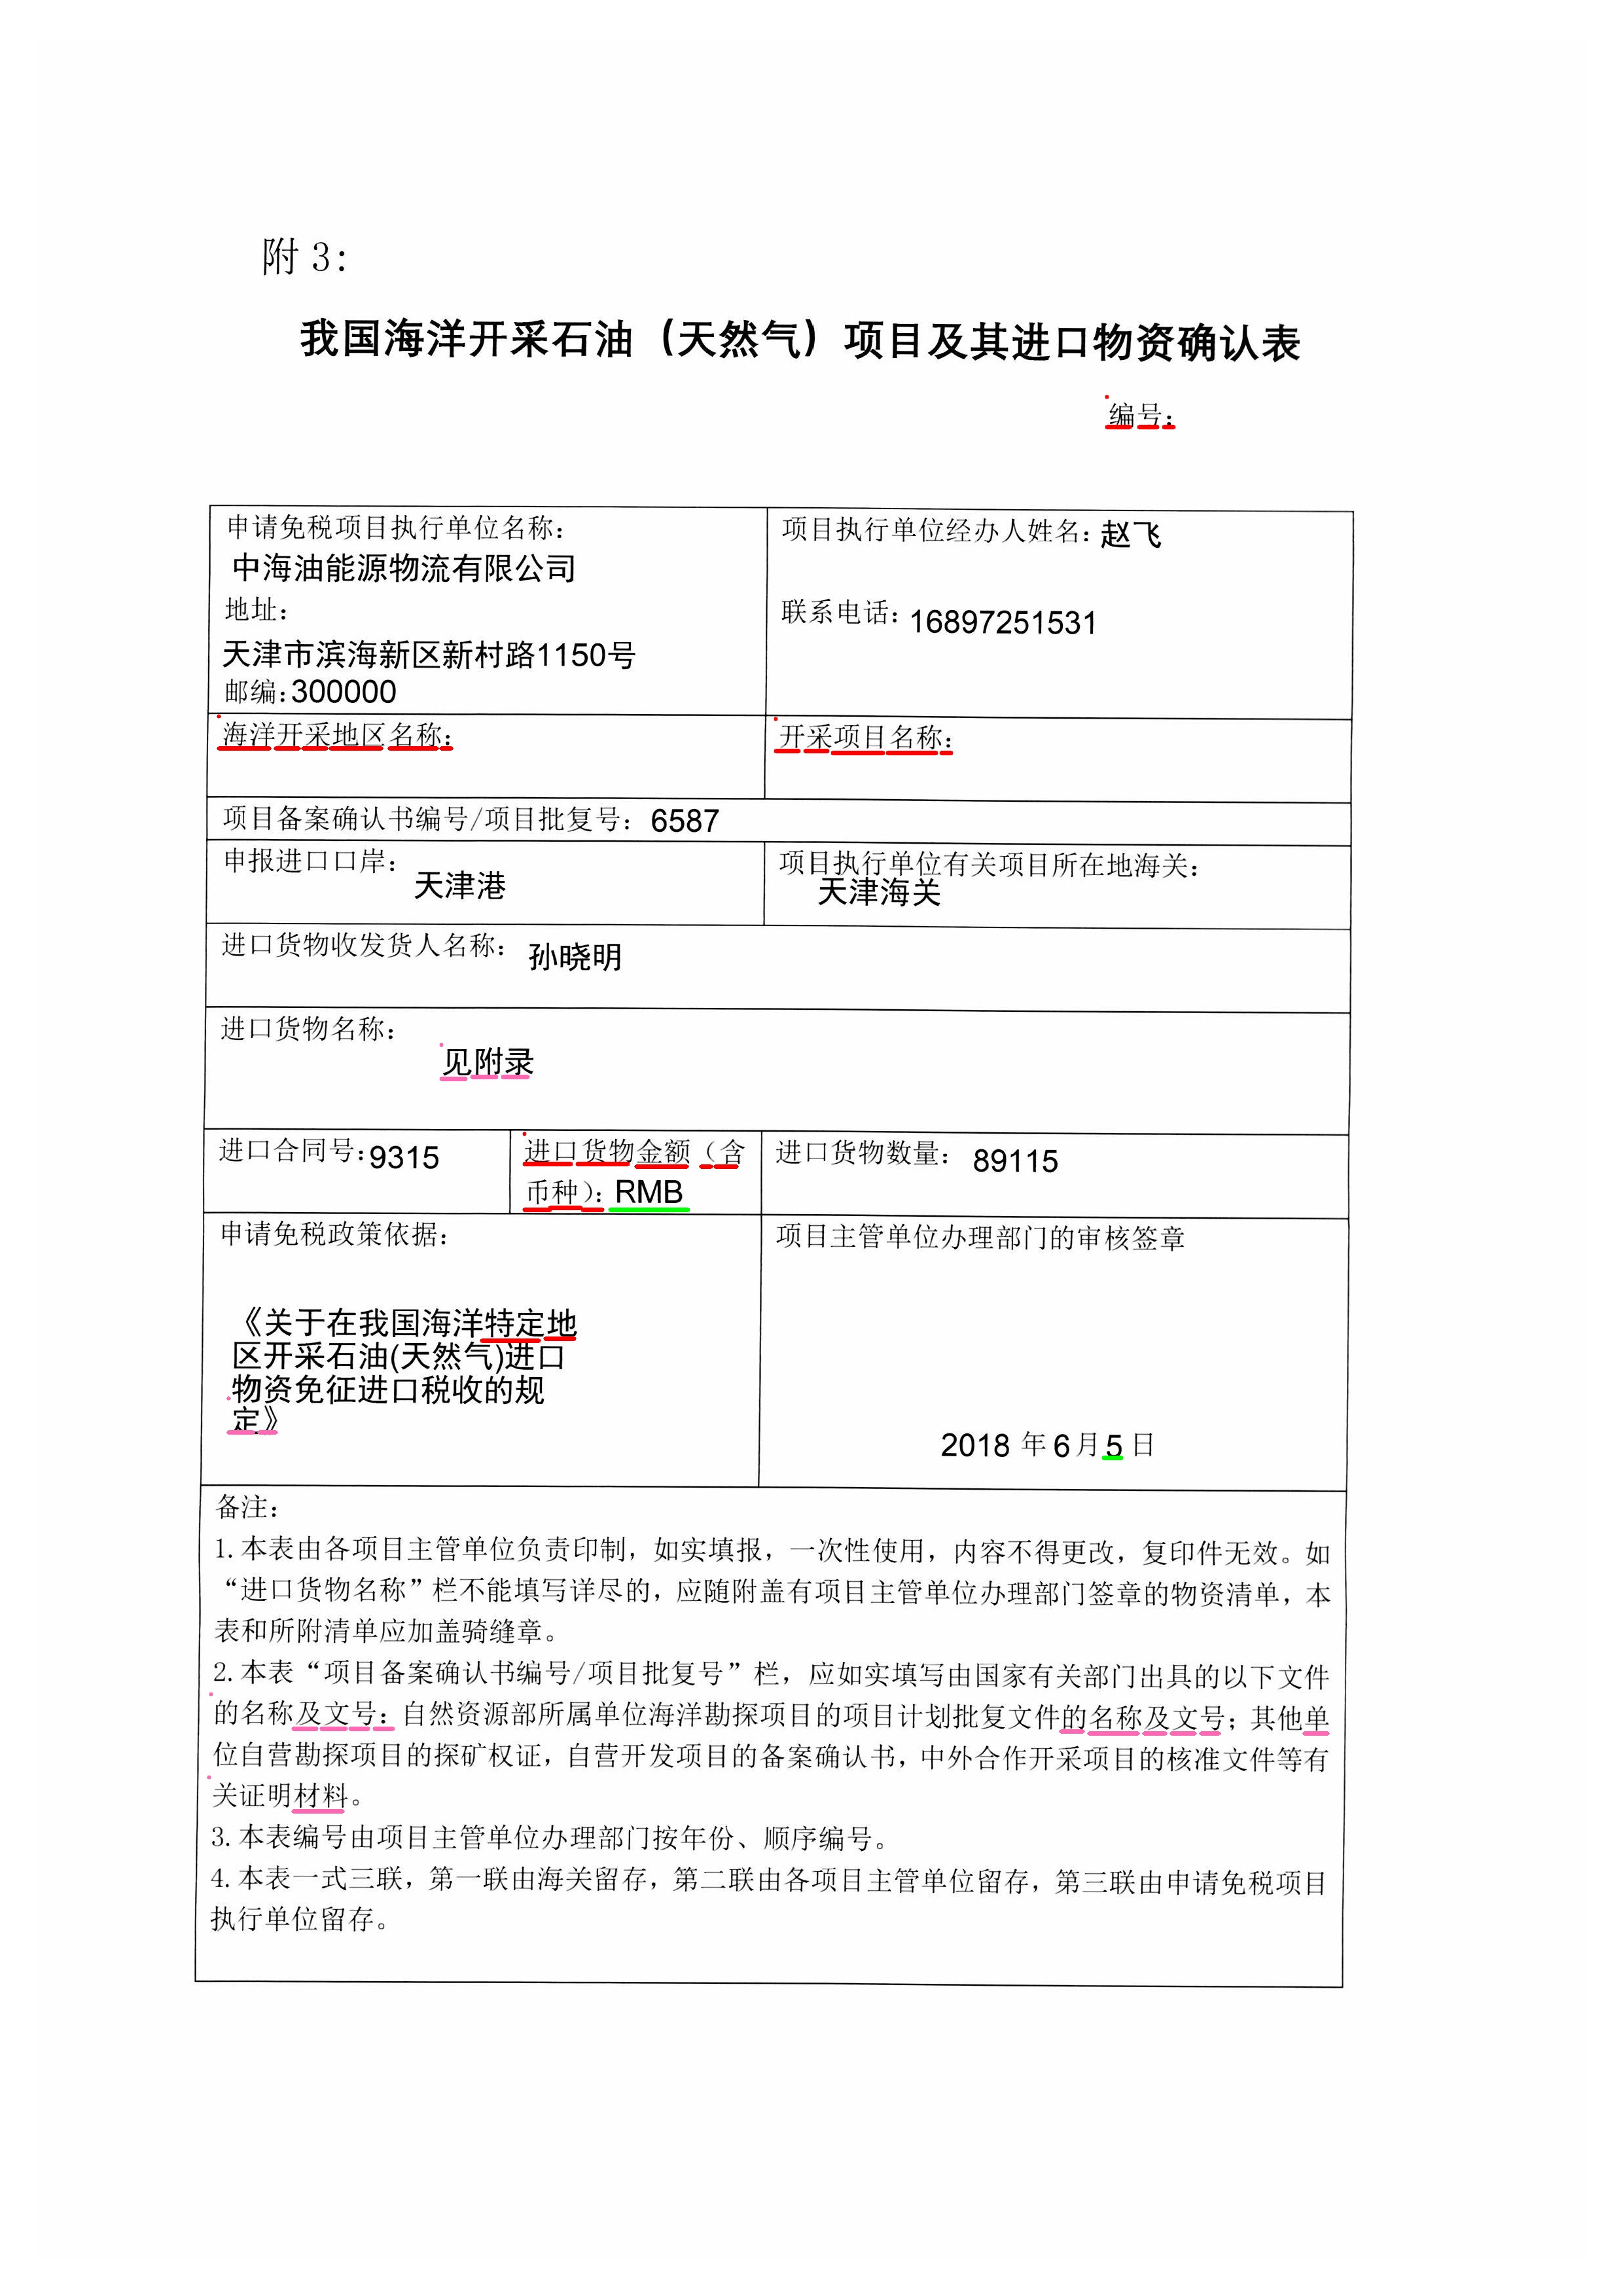 附 3：
我国海洋开采石油（天然气）项目及其进口物资确认表
编号：
申请免税项目执行单位名称：
中海油能源物流有限公司
地址：
天津市滨海新区新村路1150号
邮编：300000
项目执行单位经办人姓名：赵飞
联系电话：16897251531
海洋开采地区名称：
开采项目名称：
项目备案确认书编号/项目批复号：6587
申报进口口岸：天津港
项目执行单位有关项目所在地海关：
天津海关
进口货物收发货人名称：孙晓明
进口货物名称：
见附录
进口合同号：9315
进口货物金额（含
币种）：RMB
进口货物数量：89115
申请免税政策依据：
《关于在我国海洋特定地
区开采石油(天然气)进口
物资免征进口税收的规
定》
项目主管单位办理部门的审核签章
2018 年 6 月 5 日
备注：
1.本表由各项目主管单位负责印制，如实填报，一次性使用，内容不得更改，复印件无效。如
“进口货物名称”栏不能填写详尽的，应随附盖有项目主管单位办理部门签章的物资清单，本
表和所附清单应加盖骑缝章。
2.本表“项目备案确认书编号/项目批复号”栏，应如实填写由国家有关部门出具的以下文件
的名称及文号：自然资源部所属单位海洋勘探项目的项目计划批复文件的名称及文号；其他单
位自营勘探项目的探矿权证，自营开发项目的备案确认书，中外合作开采项目的核准文件等有
关证明材料。
3.本表编号由项目主管单位办理部门按年份、顺序编号。
4.本表一式三联，第一联由海关留存，第二联由各项目主管单位留存，第三联由申请免税项目
执行单位留存。